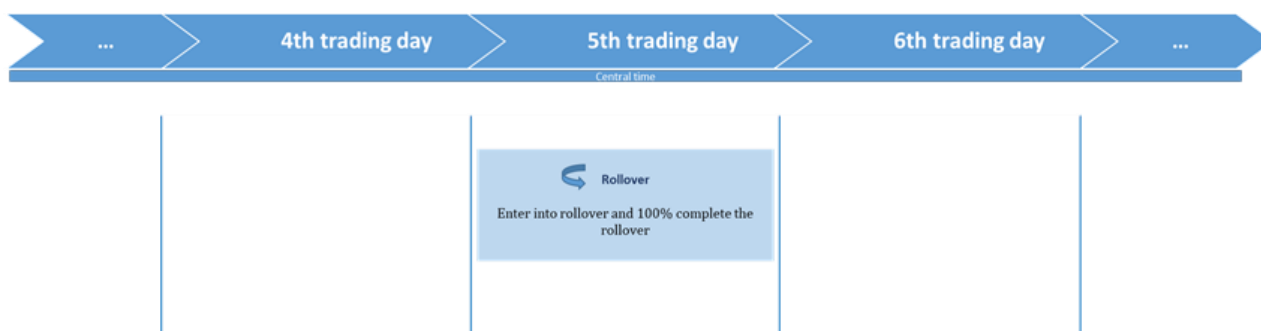 ...
4th trading day
5th trading day
6th trading day
...
Central time
Rollover
Enter into rollover and 100% complete the
rollover